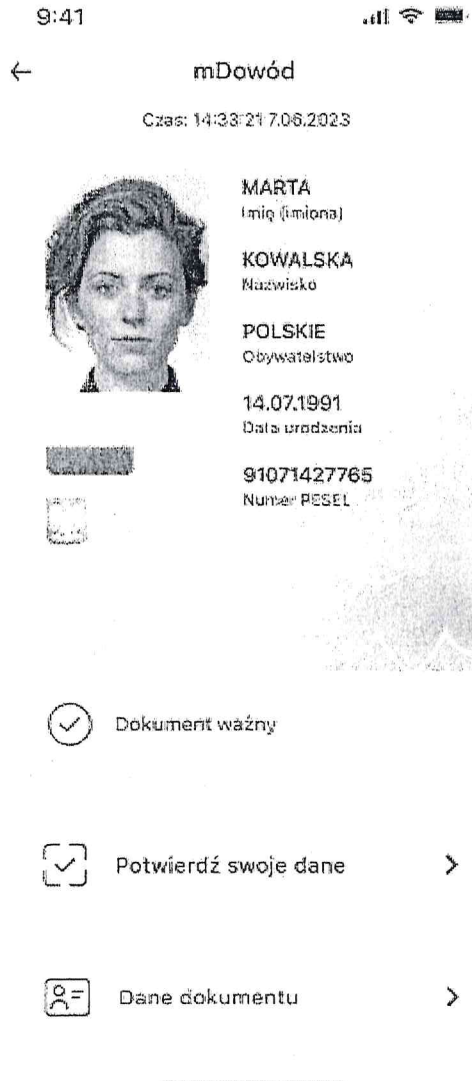 9:41
mDowód
Czas: 14:33:21 7.06.2023
MARTA
Imię (imiona)
KOWALSKA
Nazwisko
POLSKIE
Obywatelstwo
14.07.1991
Data urodzenia
91071427765
Numer PESEL
Dokument ważny
Potwierdź swoje dane
Dane dokumentu